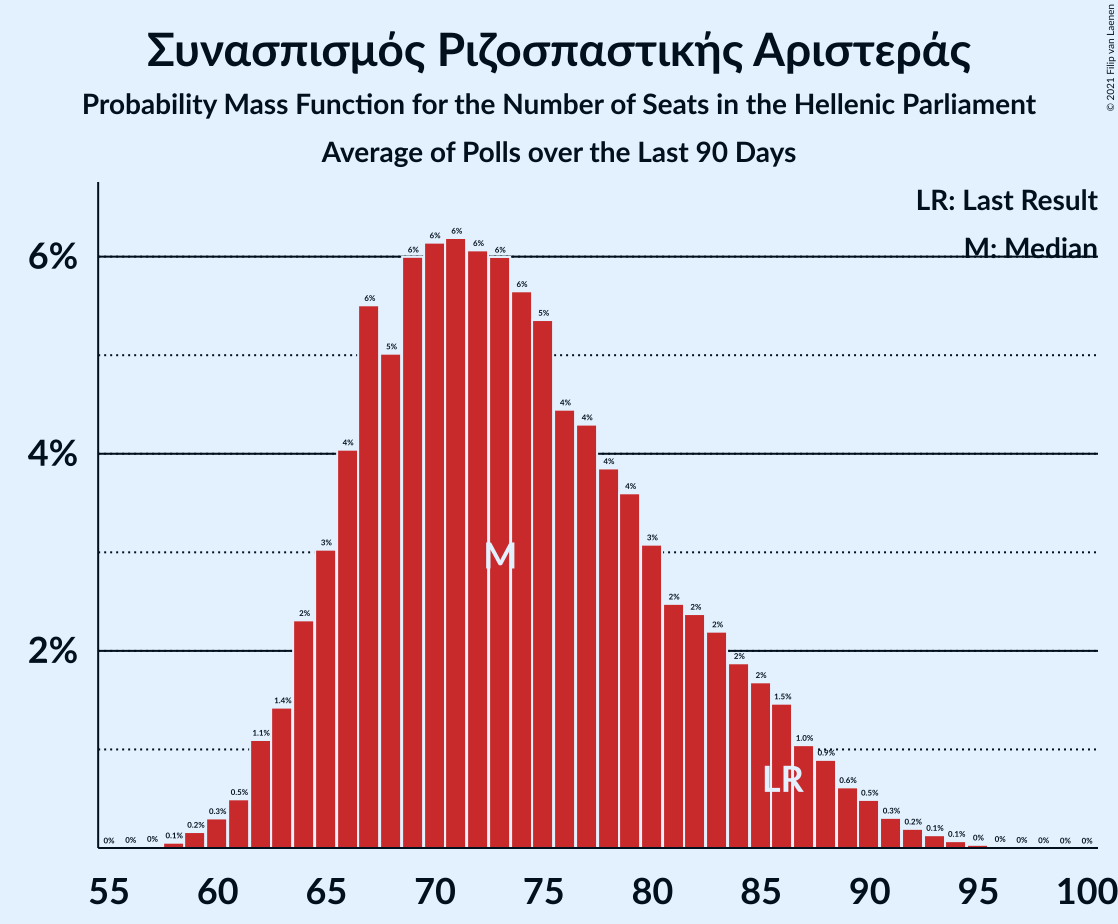 Συνασπισμός Ριζοσπαστικής Αριστεράς
Probability Mass Function for the Number of Seats in the Hellenic Parliament
Average of Polls over the Last 90 Days
© 2021 Filip van Laenen
LR: Last Result
M: Median
6%
4%
2%
0% 0% 0% 0.1% 0.2% 0.3% 0.5% 1.1% 1.4% 2% 3% 4% 6% 5% 6% 6% 6% 6% 6% 6% 5% 4% 4% 4% 4% 3% 2% 2% 2% 2% 2% 1.5% 1.0% 0.9% 0.6% 0.5% 0.3% 0.2% 0.1% 0.1% 0% 0% 0% 0% 0% 0%
M
LR
55 60 65 70 75 80 85 90 95 100